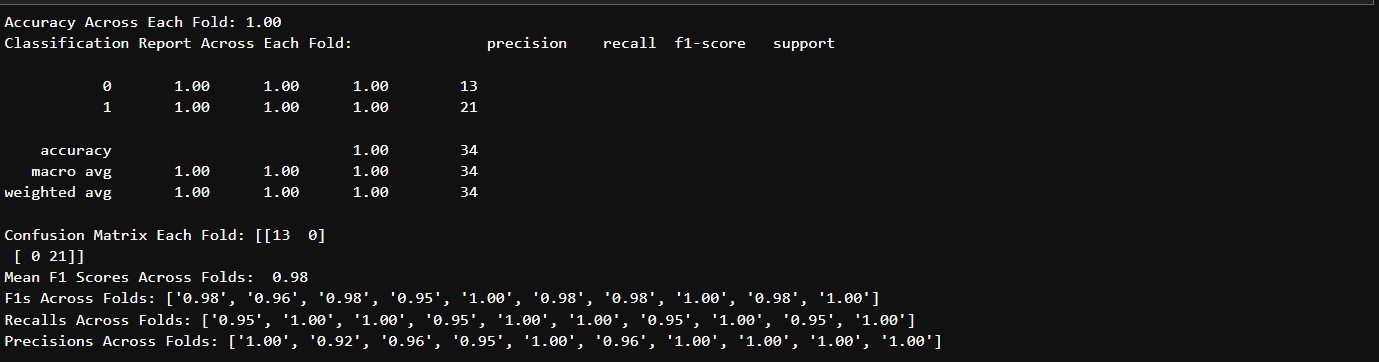 Accuracy Across Each Fold: 1.00
Classification Report Across Each Fold:               precision    recall  f1-score   support
           0       1.00      1.00      1.00        13
           1       1.00      1.00      1.00        21
    accuracy                           1.00        34
   macro avg       1.00      1.00      1.00        34
weighted avg       1.00      1.00      1.00        34
Confusion Matrix Each Fold: [[13  0]
 [ 0 21]]
Mean F1 Scores Across Folds:  0.98
F1s Across Folds: ['0.98', '0.96', '0.98', '0.95', '1.00', '0.98', '0.98', '1.00', '0.98', '1.00']
Recalls Across Folds: ['0.95', '1.00', '1.00', '0.95', '1.00', '1.00', '0.95', '1.00', '0.95', '1.00']
Precisions Across Folds: ['1.00', '0.92', '0.96', '0.95', '1.00', '0.96', '1.00', '1.00', '1.00', '1.00']